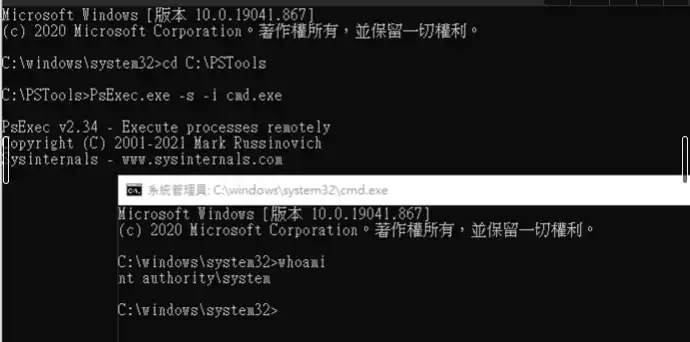 Microsoft Windows [版本 10.0.19041.867]
(c) 2020 Microsoft Corporation。著作權所有，並保留一切權利。
C:\windows\system32>cd C:\PSTools
C:\PSTools>PsExec.exe -s -i cmd.exe
PsExec v2.34 - Execute processes remotely
Copyright (C) 2001-2021 Mark Russinovich
Sysinternals - www.sysinternals.com
系統管理員: C:\windows\system32\cmd.exe
Microsoft Windows [版本 10.0.19041.867]
(c) 2020 Microsoft Corporation。著作權所有，並保留一切權利。
C:\windows\system32>whoami
nt authority\system
C:\windows\system32>